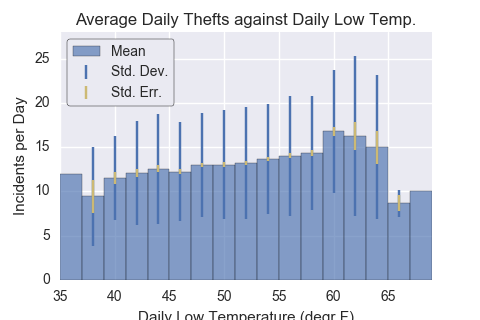 Average Daily Thefts against Daily Low Temp.
Mean
Std. Dev.
Std. Err.
Incidents per Day
25
20
15
10
5
0
35 40 45 50 55 60 65
Daily Low Temperature (degr F)